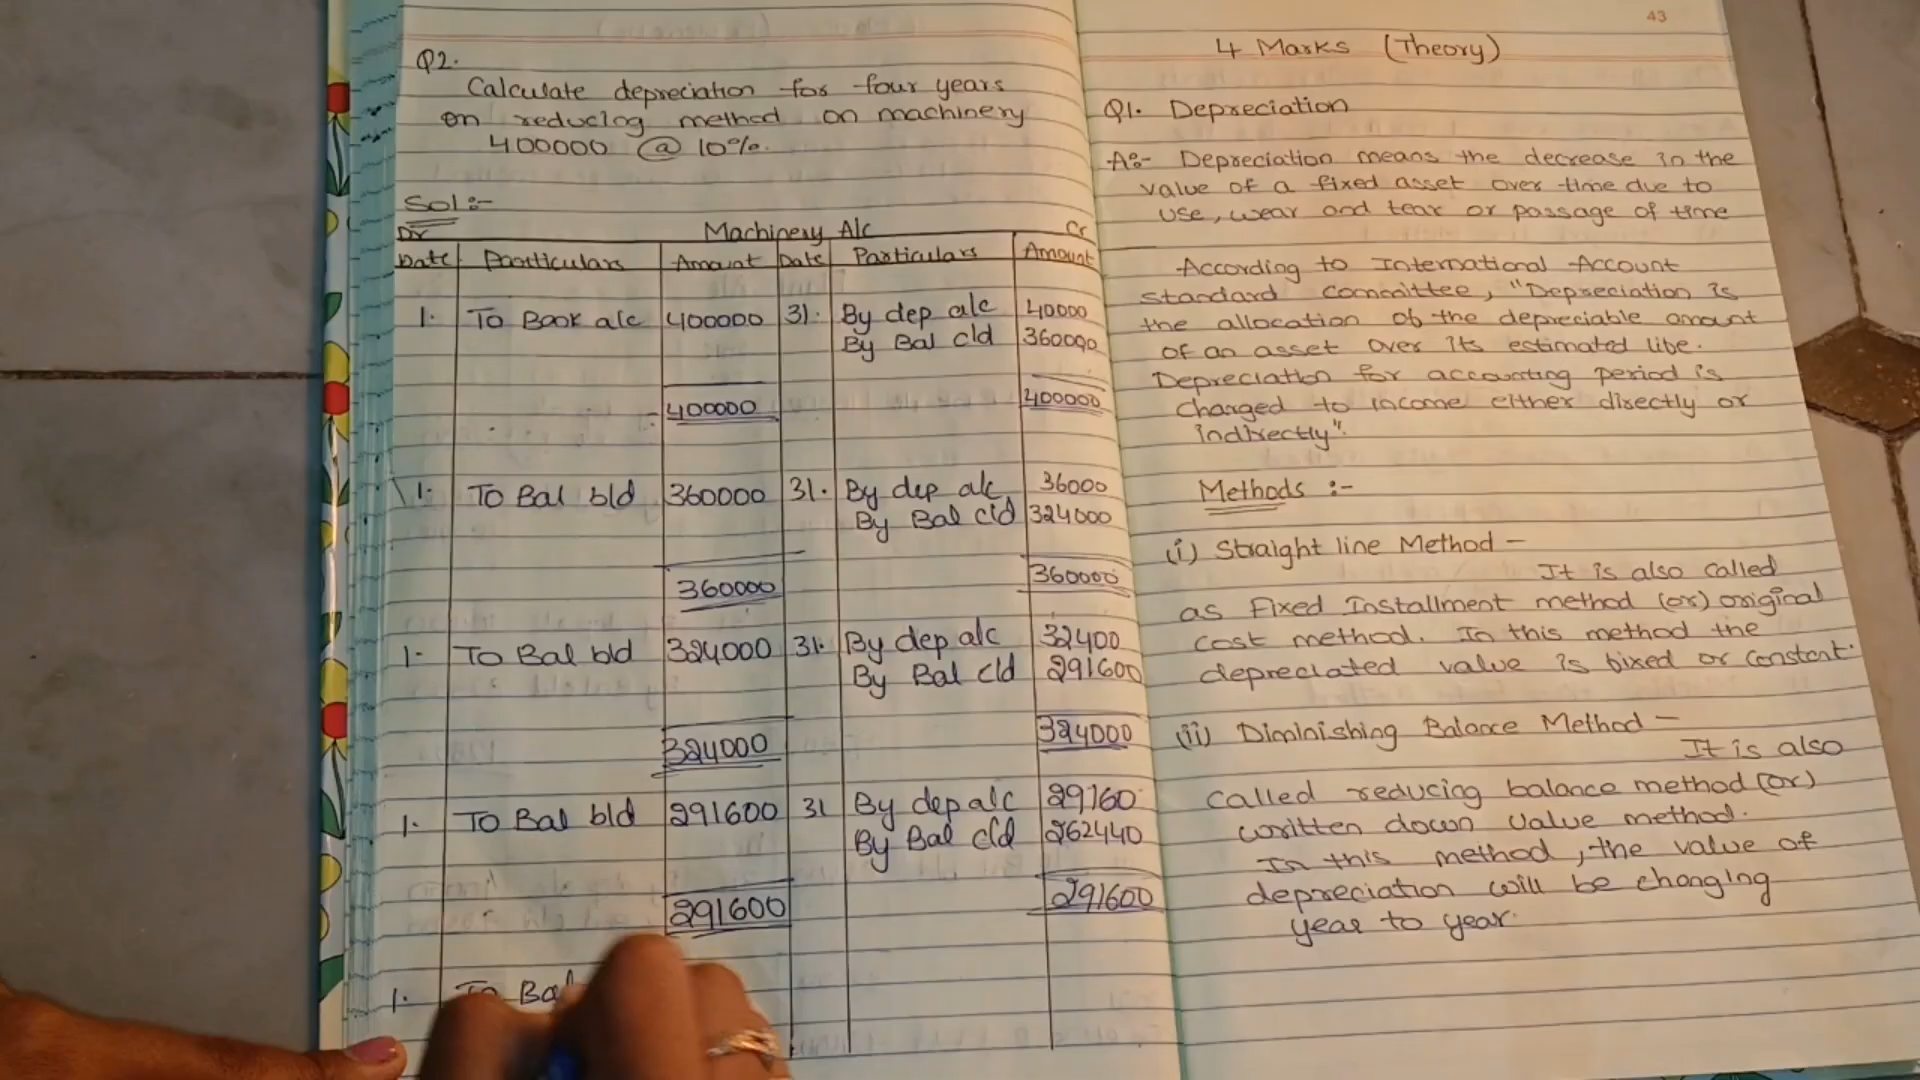 Q2.
Calculate depreciation for four years
on reducing method on machinery
400000 @ 10%.
Sol :-
Dr Machinery A/c Cr
Date Particulars Amount Date Particulars Amount
1. To Book a/c 400000 31. By dep a/c 40000
By Bal c/d 360000
400000 400000
1. To Bal b/d 360000 31. By dep a/c 36000
By Bal c/d 324000
360000 360000
1. To Bal b/d 324000 31. By dep a/c 32400
By Bal c/d 291600
324000 324000
1. To Bal b/d 291600 31 By dep a/c 29160
By Bal c/d 262440
291600 291600
1. To Bal
43
4 Marks (Theory)
Q1. Depreciation
A:- Depreciation means the decrease in the
value of a fixed asset over time due to
use, wear and tear or passage of time
According to International Account
standard committee, "Depreciation is
the allocation of the depreciable amount
of an asset over its estimated life.
Depreciation for accounting period is
charged to income either directly or
indirectly".
Methods :-
(i) Straight line Method -
It is also called
as Fixed Installment method (or) original
cost method. In this method the
depreciated value is fixed or constant.
(ii) Diminishing Balance Method -
It is also
called reducing balance method (or)
written down value method.
In this method, the value of
depreciation will be changing
year to year.